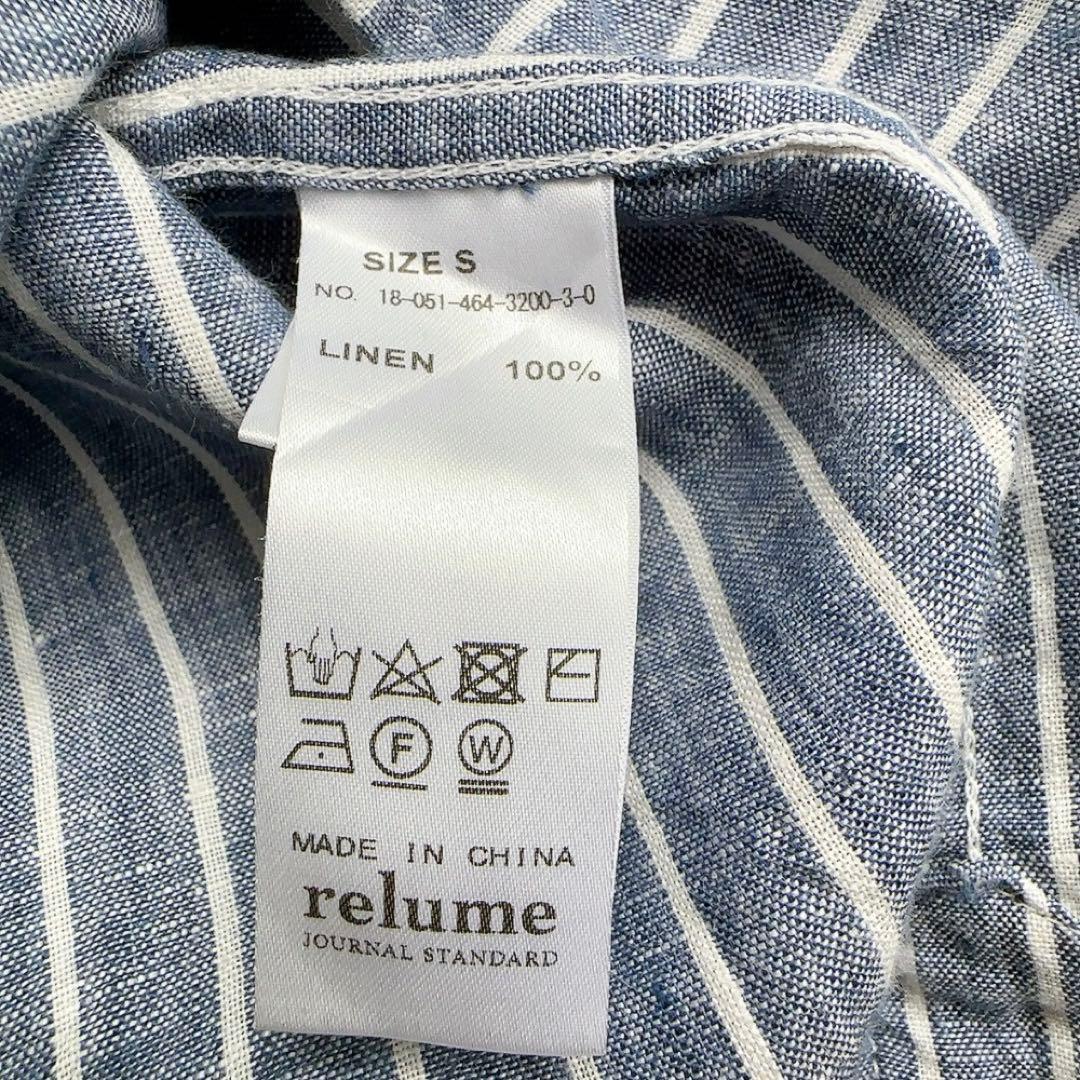 SIZE S
NO. 18-051-464-3200-3-0
LINEN 100%
F W
MADE IN CHINA
relume
JOURNAL STANDARD